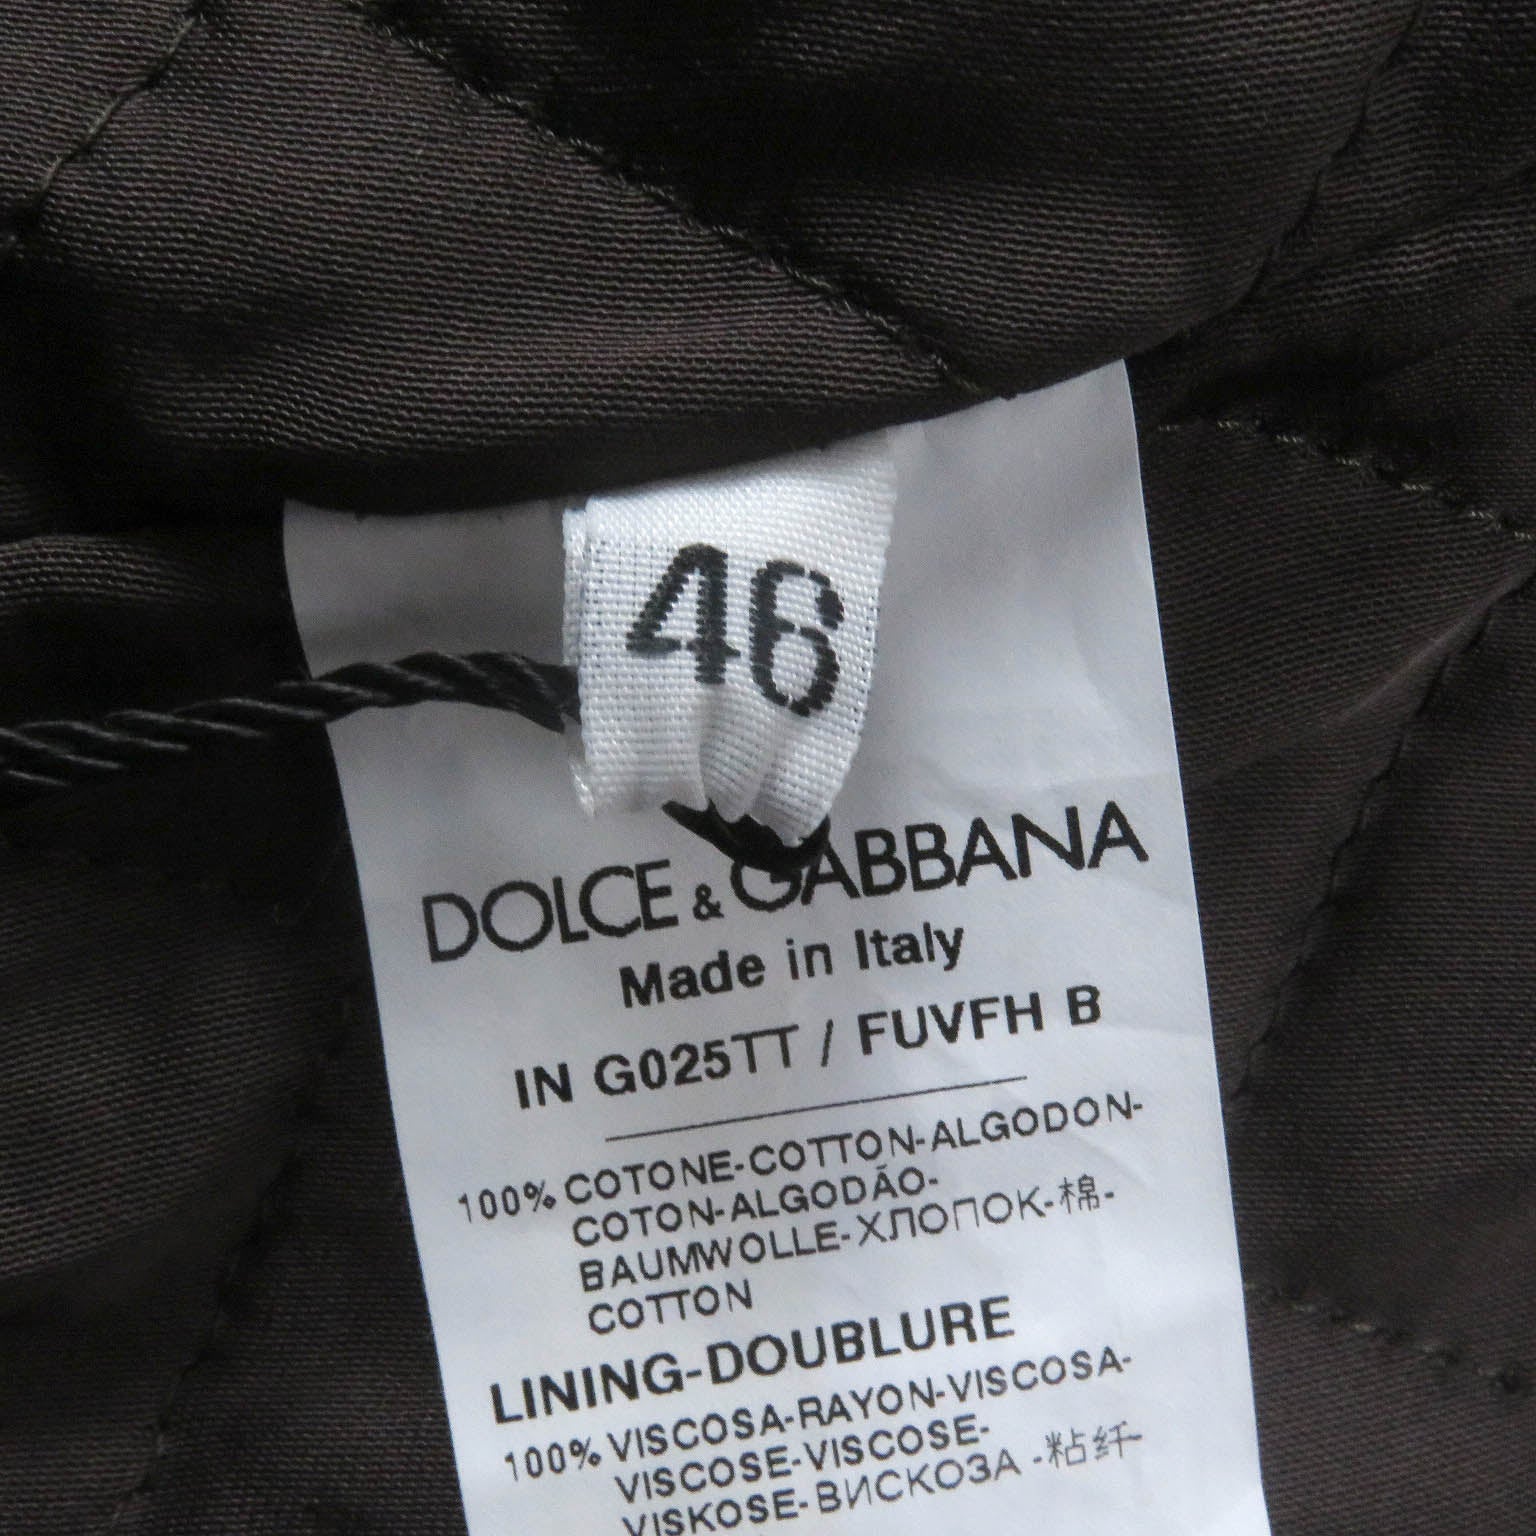 46
DOLCE & GABBANA
Made in Italy
IN G025TT / FUVFH B
100% COTONE-COTTON-ALGODON-
COTON-ALGODÃO-
BAUMWOLLE-ХЛОПОК-棉-
COTTON
LINING-DOUBLURE
100% VISCOSA-RAYON-VISCOSA-
VISCOSE-VISCOSE-
VISKOSE-ВИСКОЗА-粘纤-